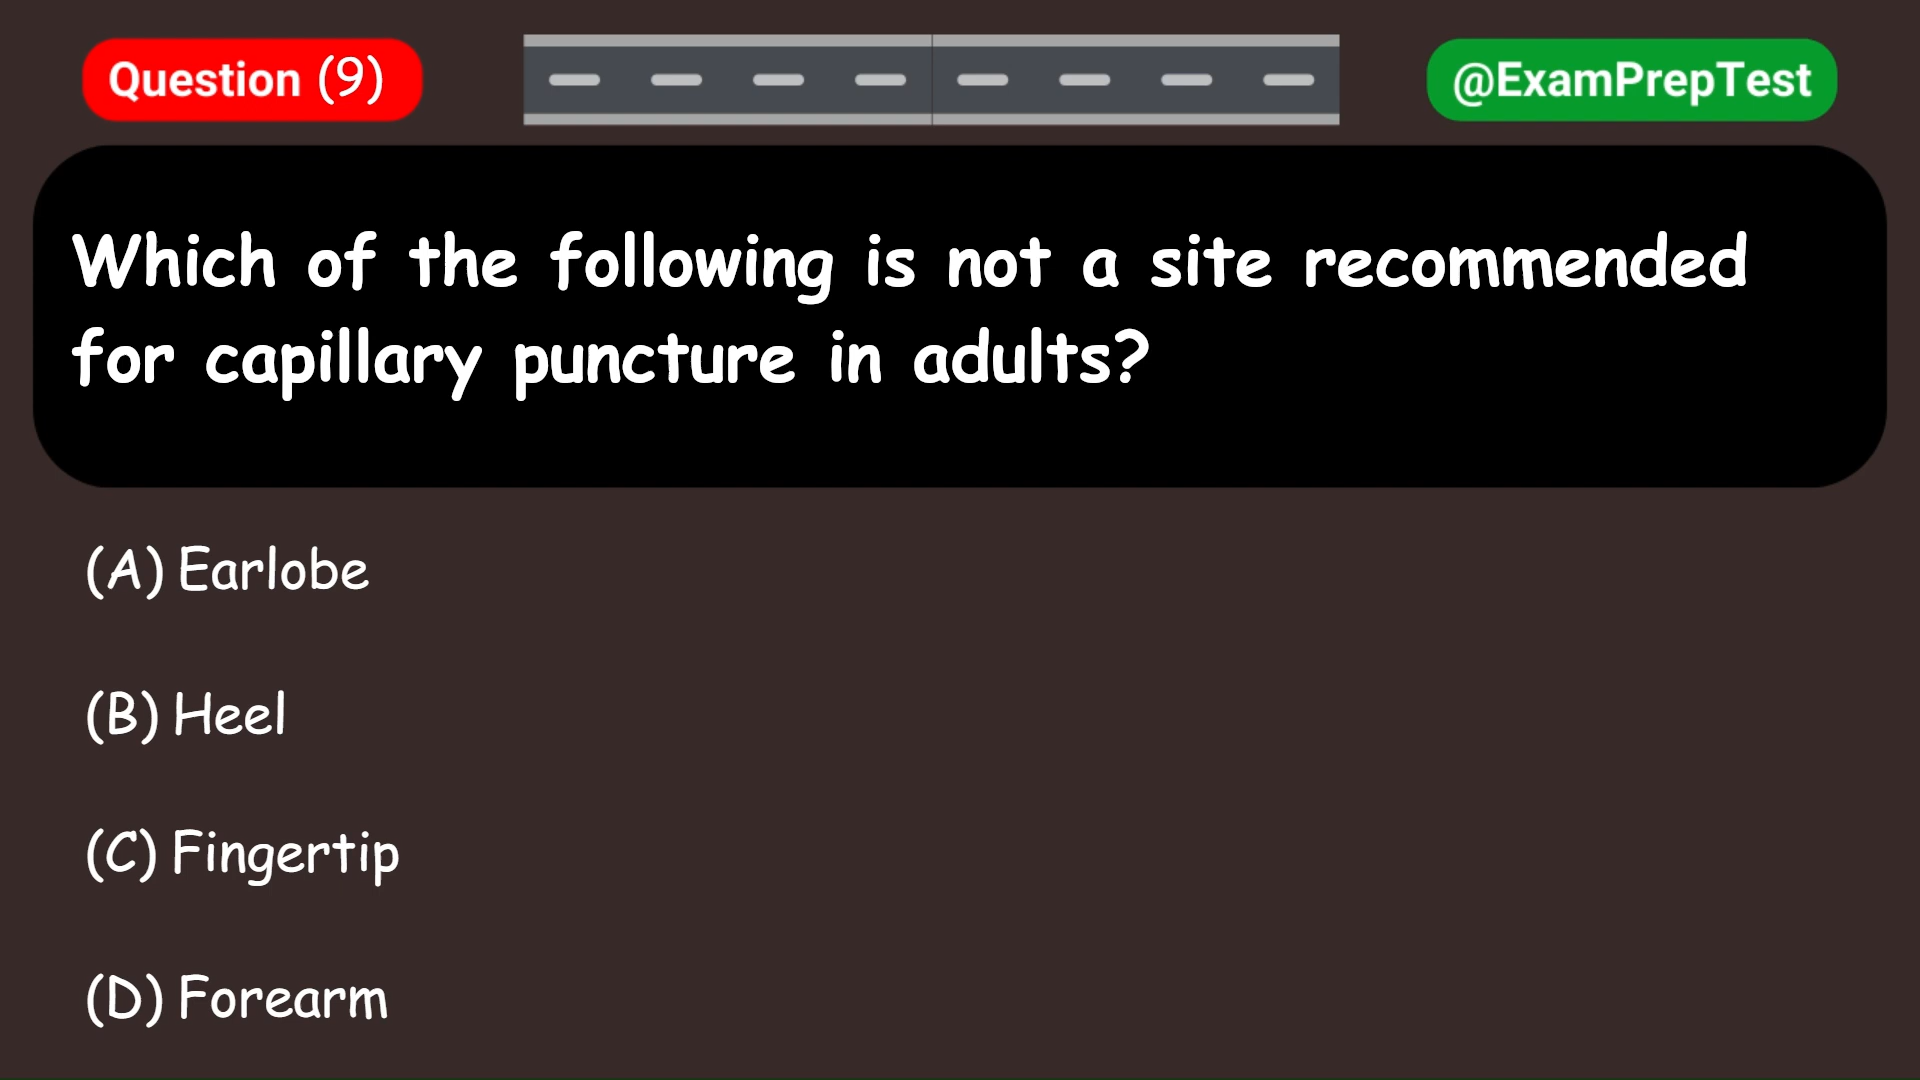 Question (9)
@ExamPrepTest
Which of the following is not a site recommended
for capillary puncture in adults?
(A) Earlobe
(B) Heel
(C) Fingertip
(D) Forearm